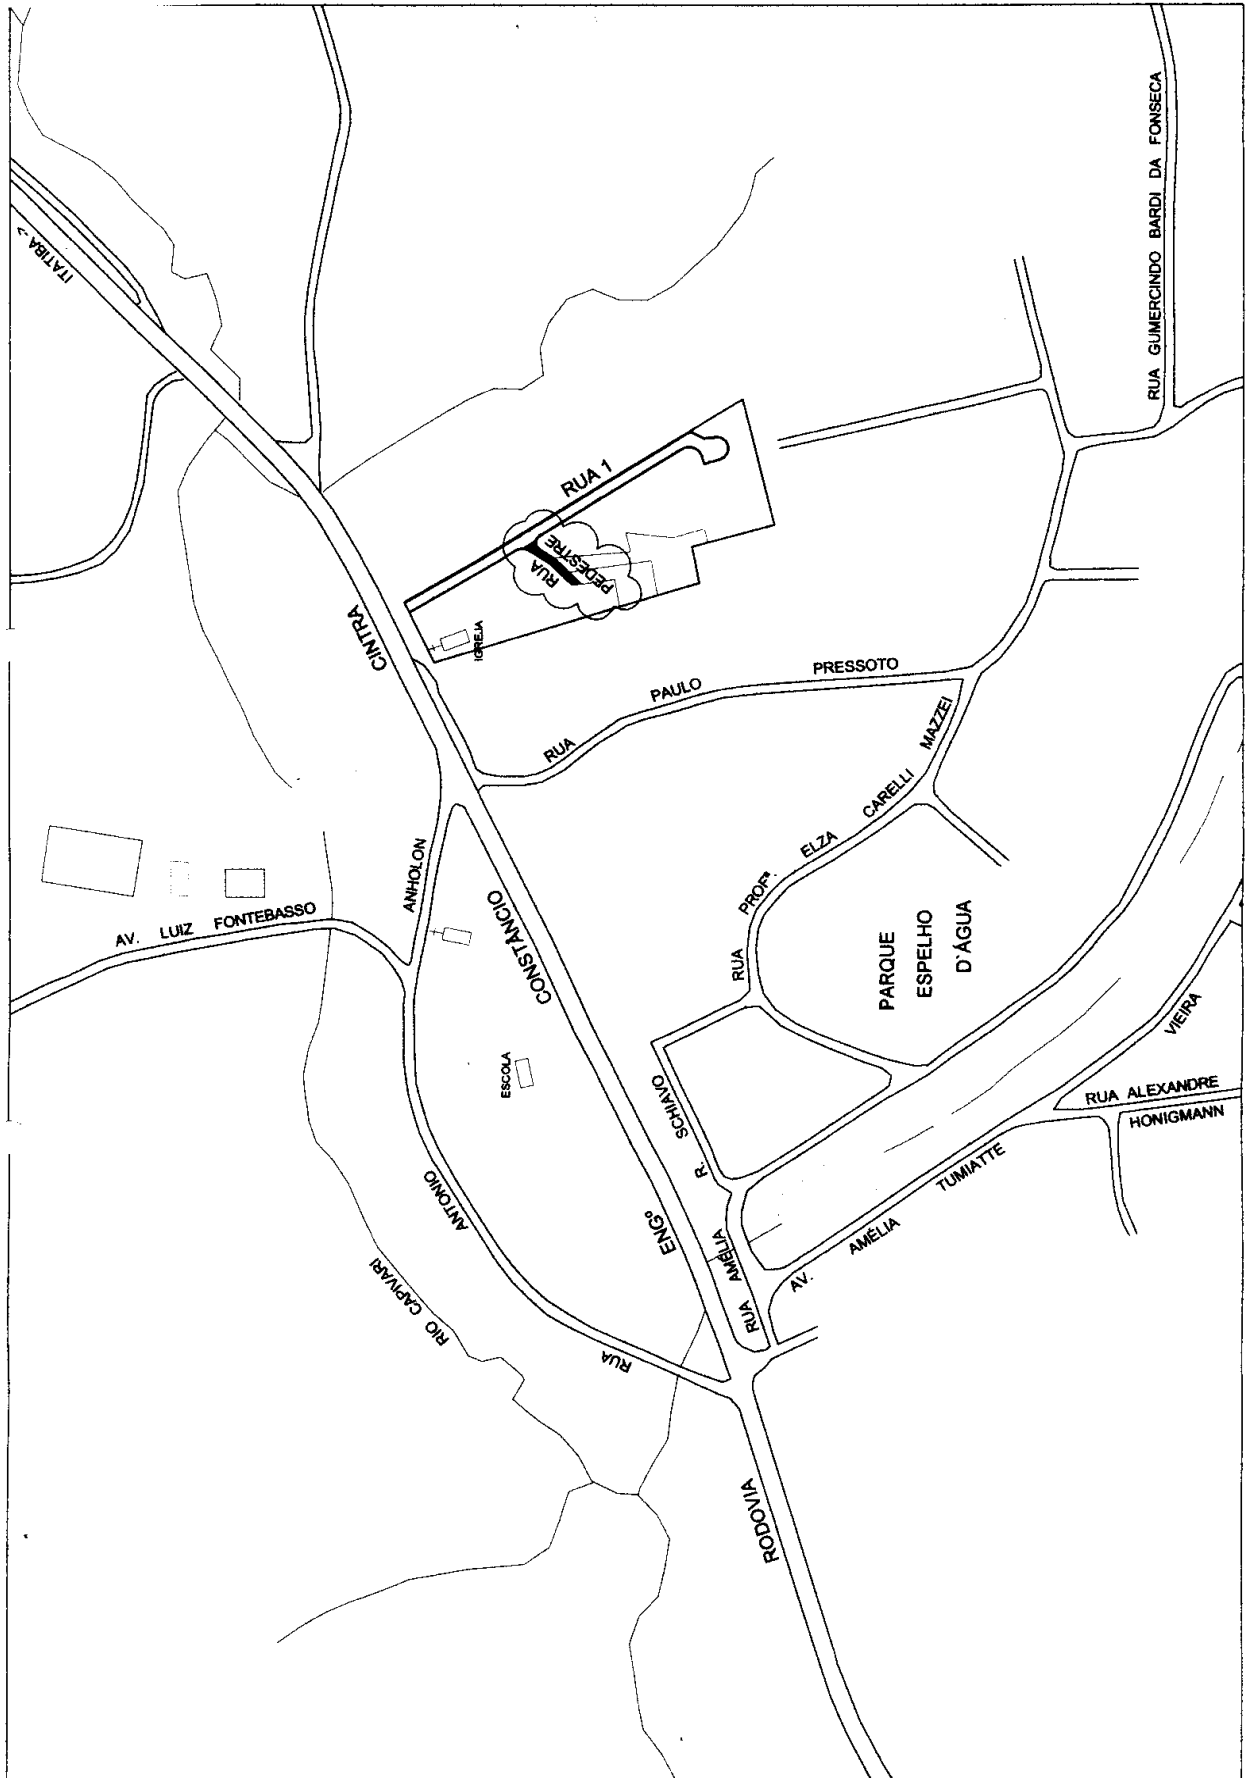 ITATIBA ->
RUA GUMERCINDO BARDI DA FONSECA
RUA 1
RUA
PEDESTRE
IGREJA
RODOVIA ENGº CONSTÂNCIO CINTRA
RUA PAULO PRESSOTO
RUA PROFª. ELZA CARELLI MAZZEI
AV. LUIZ FONTEBASSO
RUA ANTONIO ANHOLON
ESCOLA
PARQUE
ESPELHO
D'ÁGUA
RUA AMÉLIA R. SCHIAVO
AV. AMÉLIA TUMIATTE VIEIRA
RUA ALEXANDRE
HONIGMANN
RIO CAPIVARI